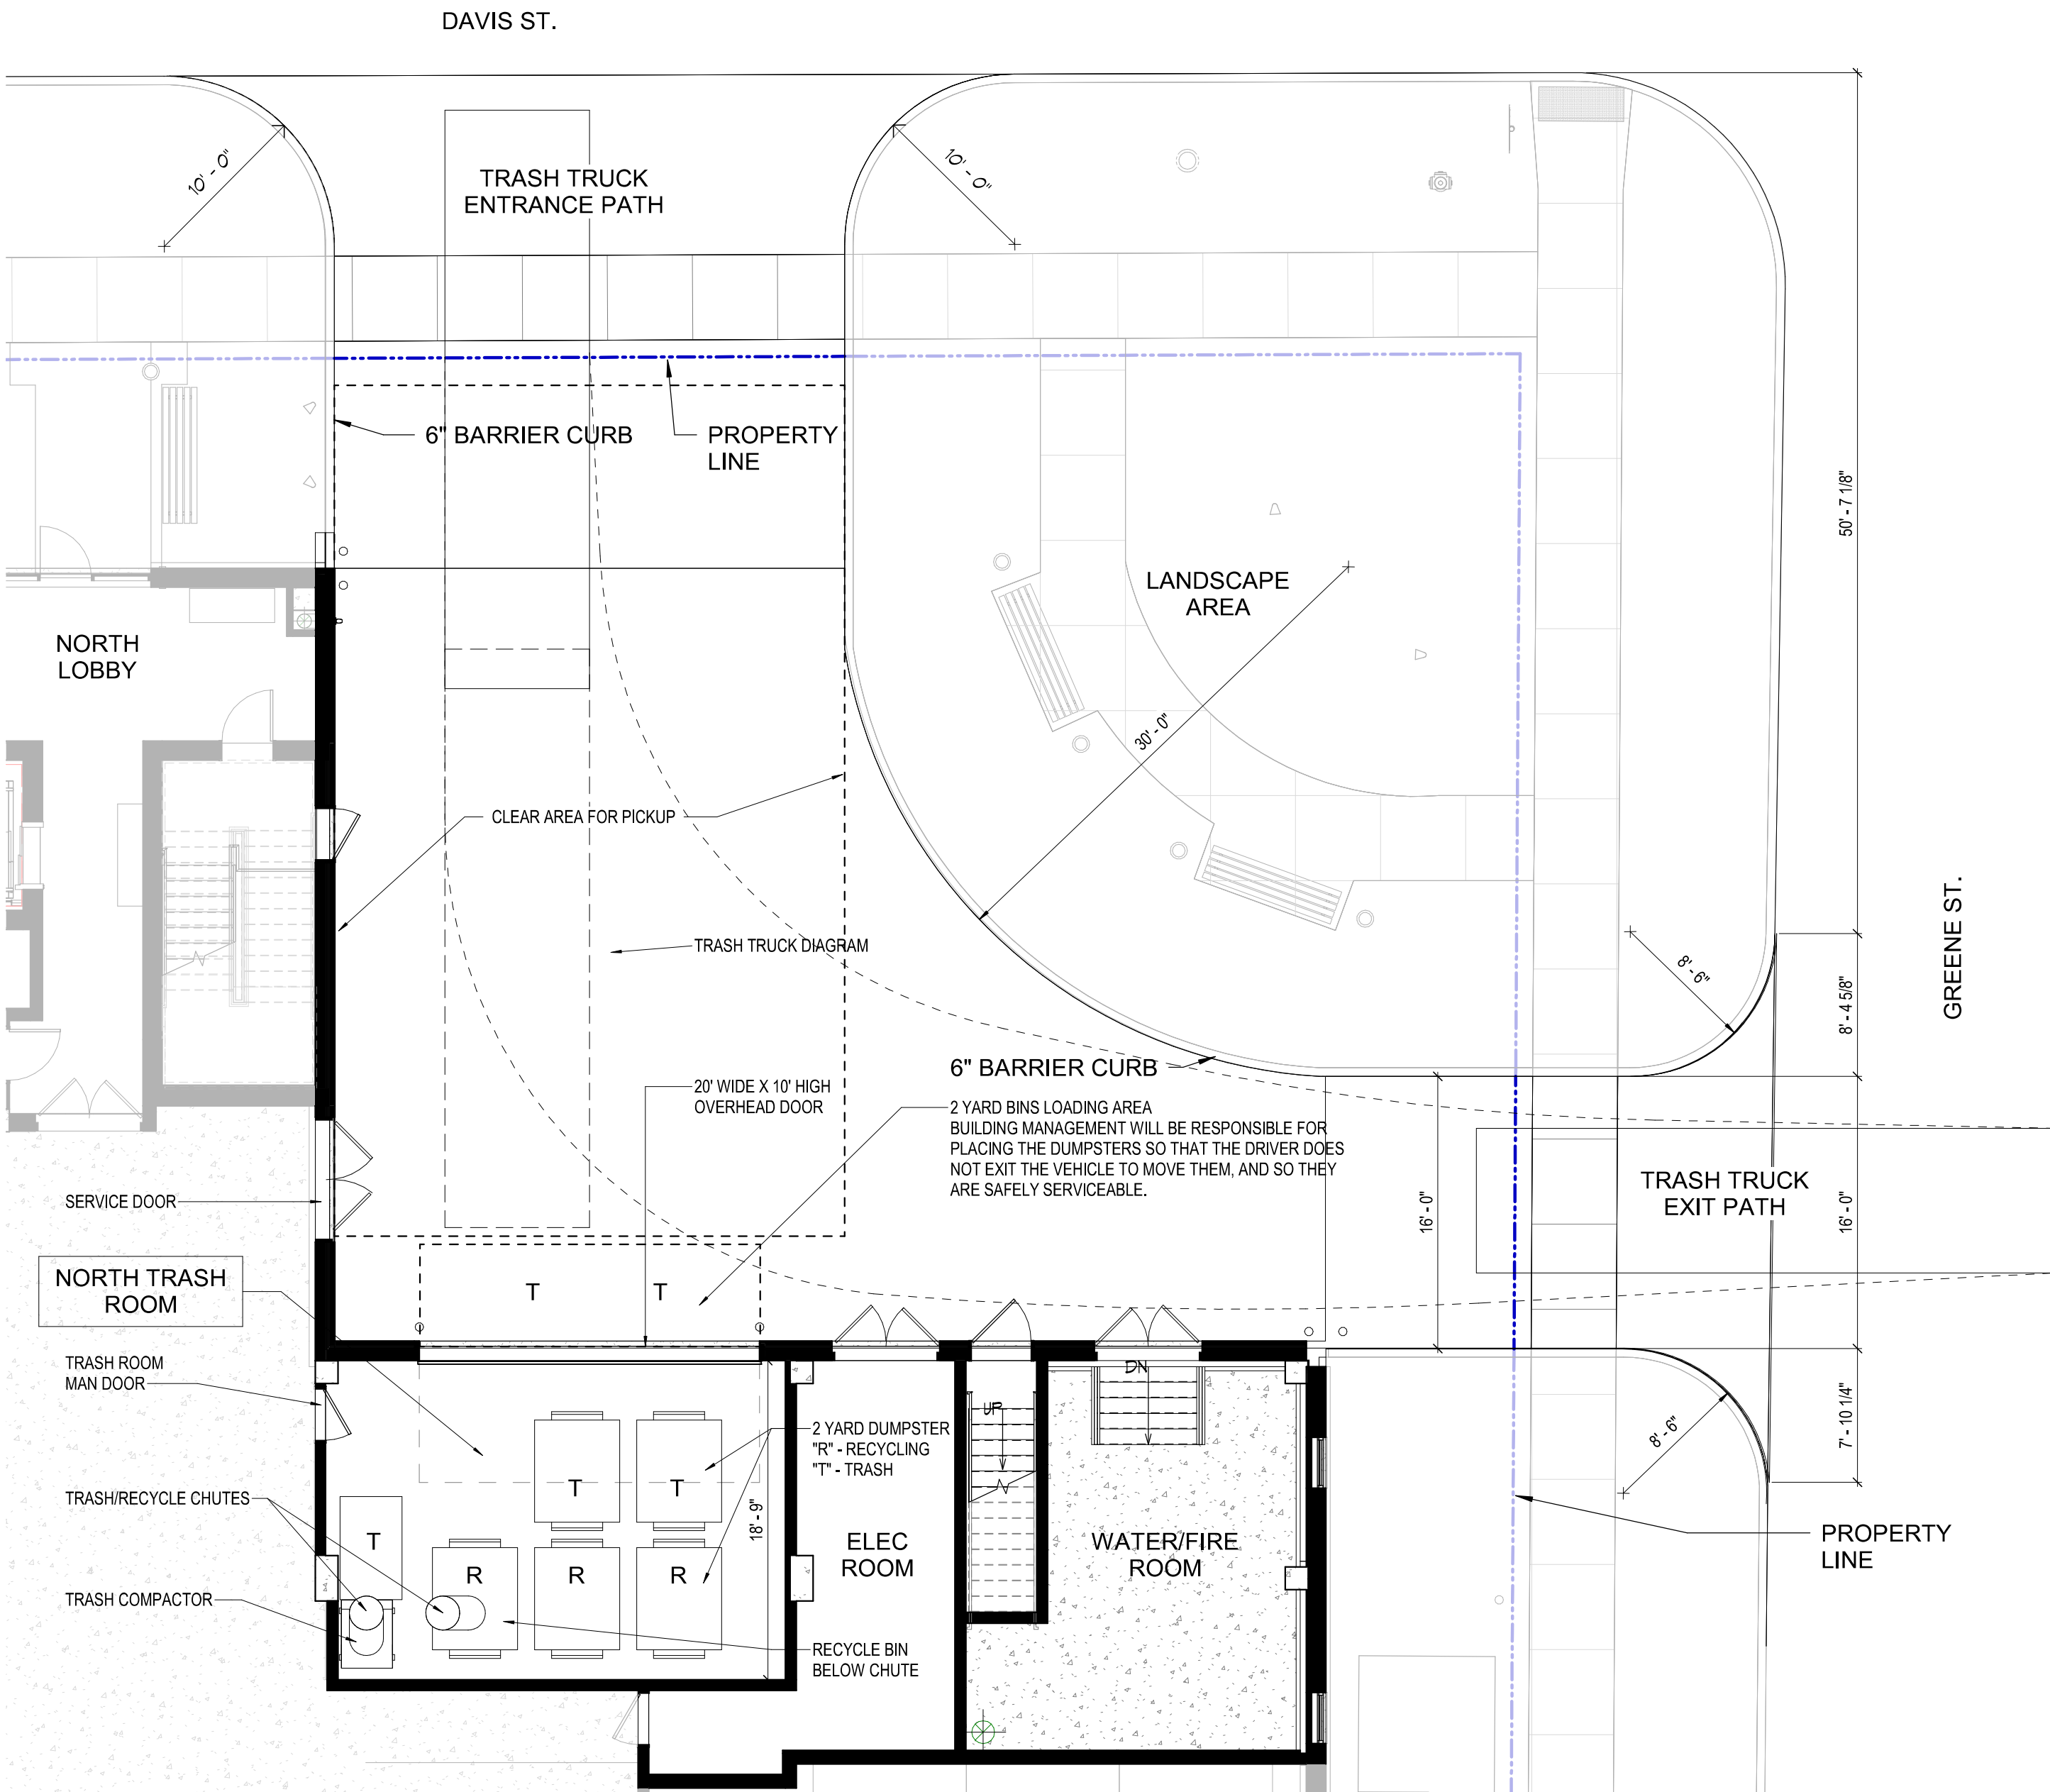 DAVIS ST.
10' - 0"
TRASH TRUCK
ENTRANCE PATH
10' - 0"
6" BARRIER CURB
PROPERTY
LINE
50' - 7 1/8"
NORTH
LOBBY
LANDSCAPE
AREA
30' - 0"
CLEAR AREA FOR PICKUP
TRASH TRUCK DIAGRAM
GREENE ST.
8' - 6"
8' - 4 5/8"
6" BARRIER CURB
20' WIDE X 10' HIGH
OVERHEAD DOOR
2 YARD BINS LOADING AREA
BUILDING MANAGEMENT WILL BE RESPONSIBLE FOR
PLACING THE DUMPSTERS SO THAT THE DRIVER DOES
NOT EXIT THE VEHICLE TO MOVE THEM, AND SO THEY
ARE SAFELY SERVICEABLE.
SERVICE DOOR
TRASH TRUCK
EXIT PATH
16' - 0"
16' - 0"
NORTH TRASH
ROOM
T
T
TRASH ROOM
MAN DOOR
DN
UP
2 YARD DUMPSTER
"R" - RECYCLING
"T" - TRASH
8' - 6"
7' - 10 1/4"
T
T
TRASH/RECYCLE CHUTES
18' - 9"
T
R
R
R
ELEC
ROOM
WATER/FIRE
ROOM
PROPERTY
LINE
TRASH COMPACTOR
RECYCLE BIN
BELOW CHUTE